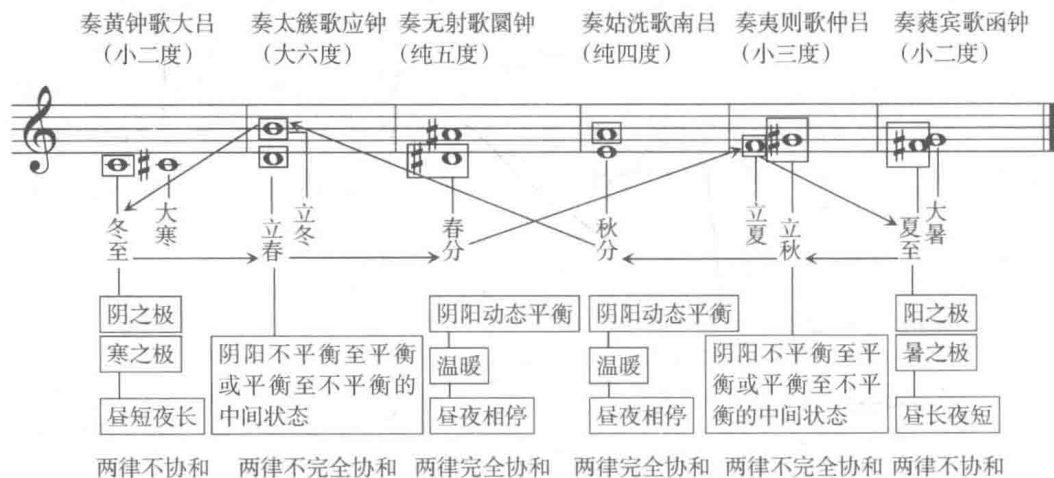 奏黄钟歌大吕 奏太簇歌应钟 奏无射歌圜钟 奏姑洗歌南吕 奏夷则歌仲吕 奏蕤宾歌函钟
(小二度) (大六度) (纯五度) (纯四度) (小三度) (小二度)
冬至 大寒 立春 立冬 春分 秋分 立夏 立秋 夏至 大暑
阴之极 阴阳动态平衡 阴阳动态平衡 阳之极
寒之极 阴阳不平衡至平衡 温暖 温暖 阴阳不平衡至平 暑之极
或平衡至不平衡的 衡或平衡至不平
昼短夜长 中间状态 昼夜相停 昼夜相停 衡的中间状态 昼长夜短
两律不协和 两律不完全协和 两律完全协和 两律完全协和 两律不完全协和 两律不协和